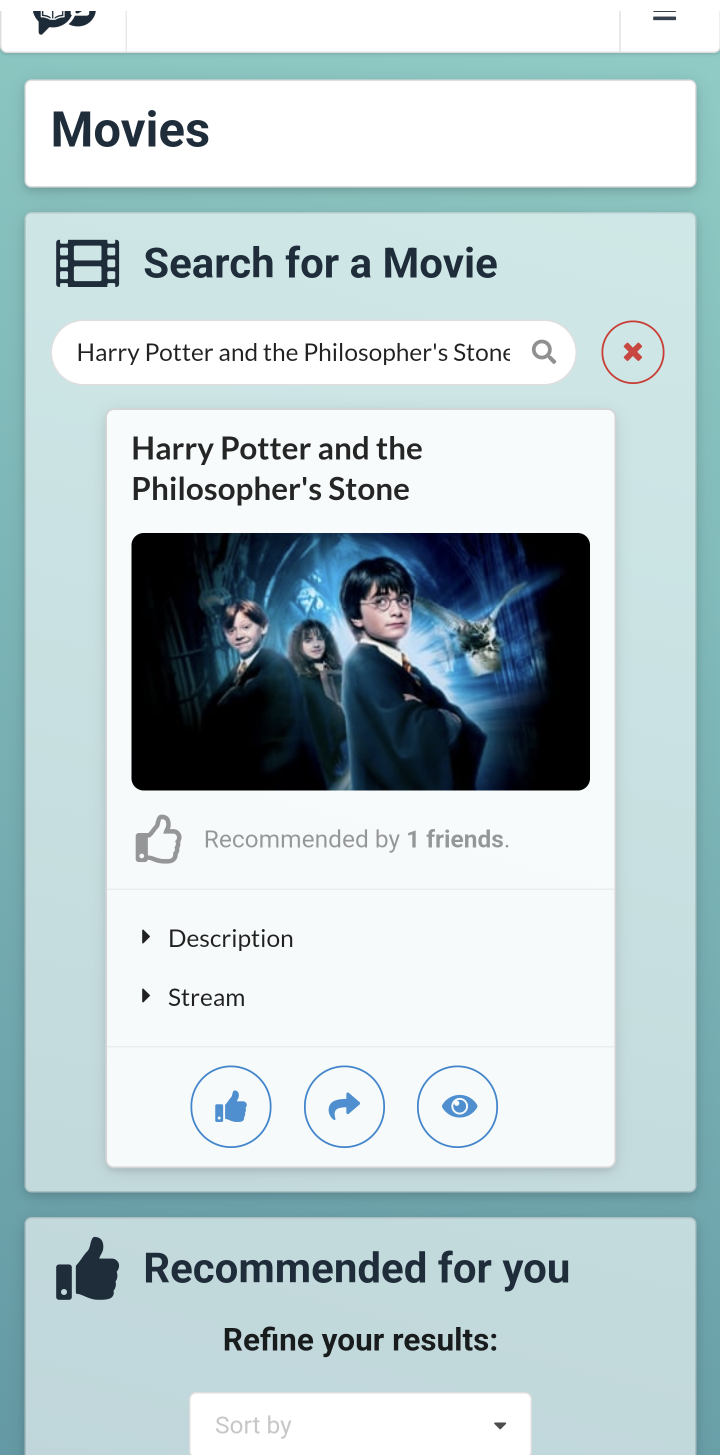 Movies
Search for a Movie
Harry Potter and the Philosopher's Stone
Harry Potter and the
Philosopher's Stone
Recommended by 1 friends.
Description
Stream
Recommended for you
Refine your results:
Sort by